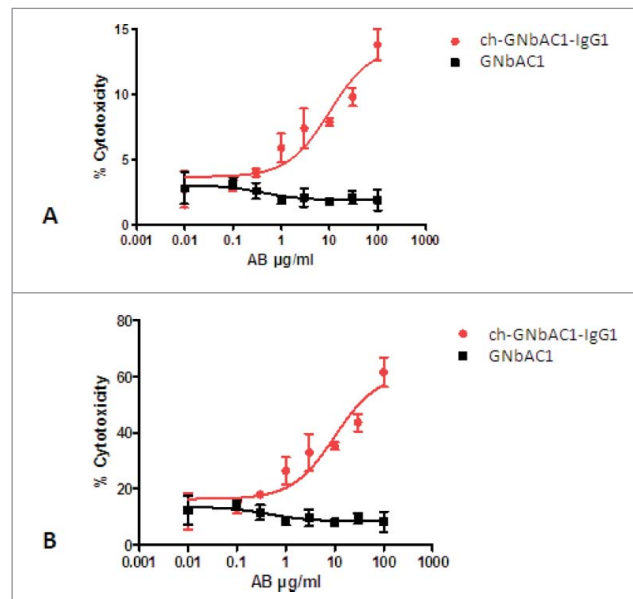 15
10
5
0
% Cytotoxicity
0.001 0.01 0.1 1 10 100 1000
AB µg/ml
ch-GNbAC1-IgG1
GNbAC1
A
80
60
40
20
0
% Cytotoxicity
0.001 0.01 0.1 1 10 100 1000
AB µg/ml
ch-GNbAC1-IgG1
GNbAC1
B